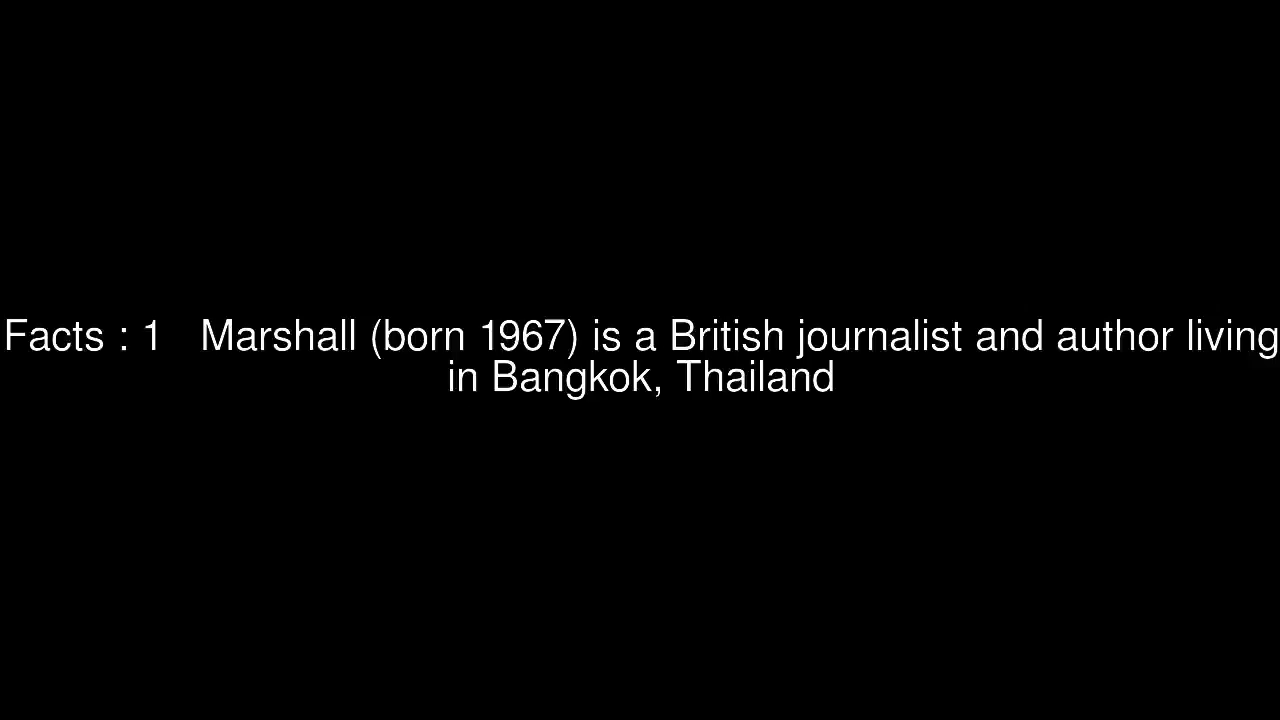 Facts : 1   Marshall (born 1967) is a British journalist and author living
in Bangkok, Thailand